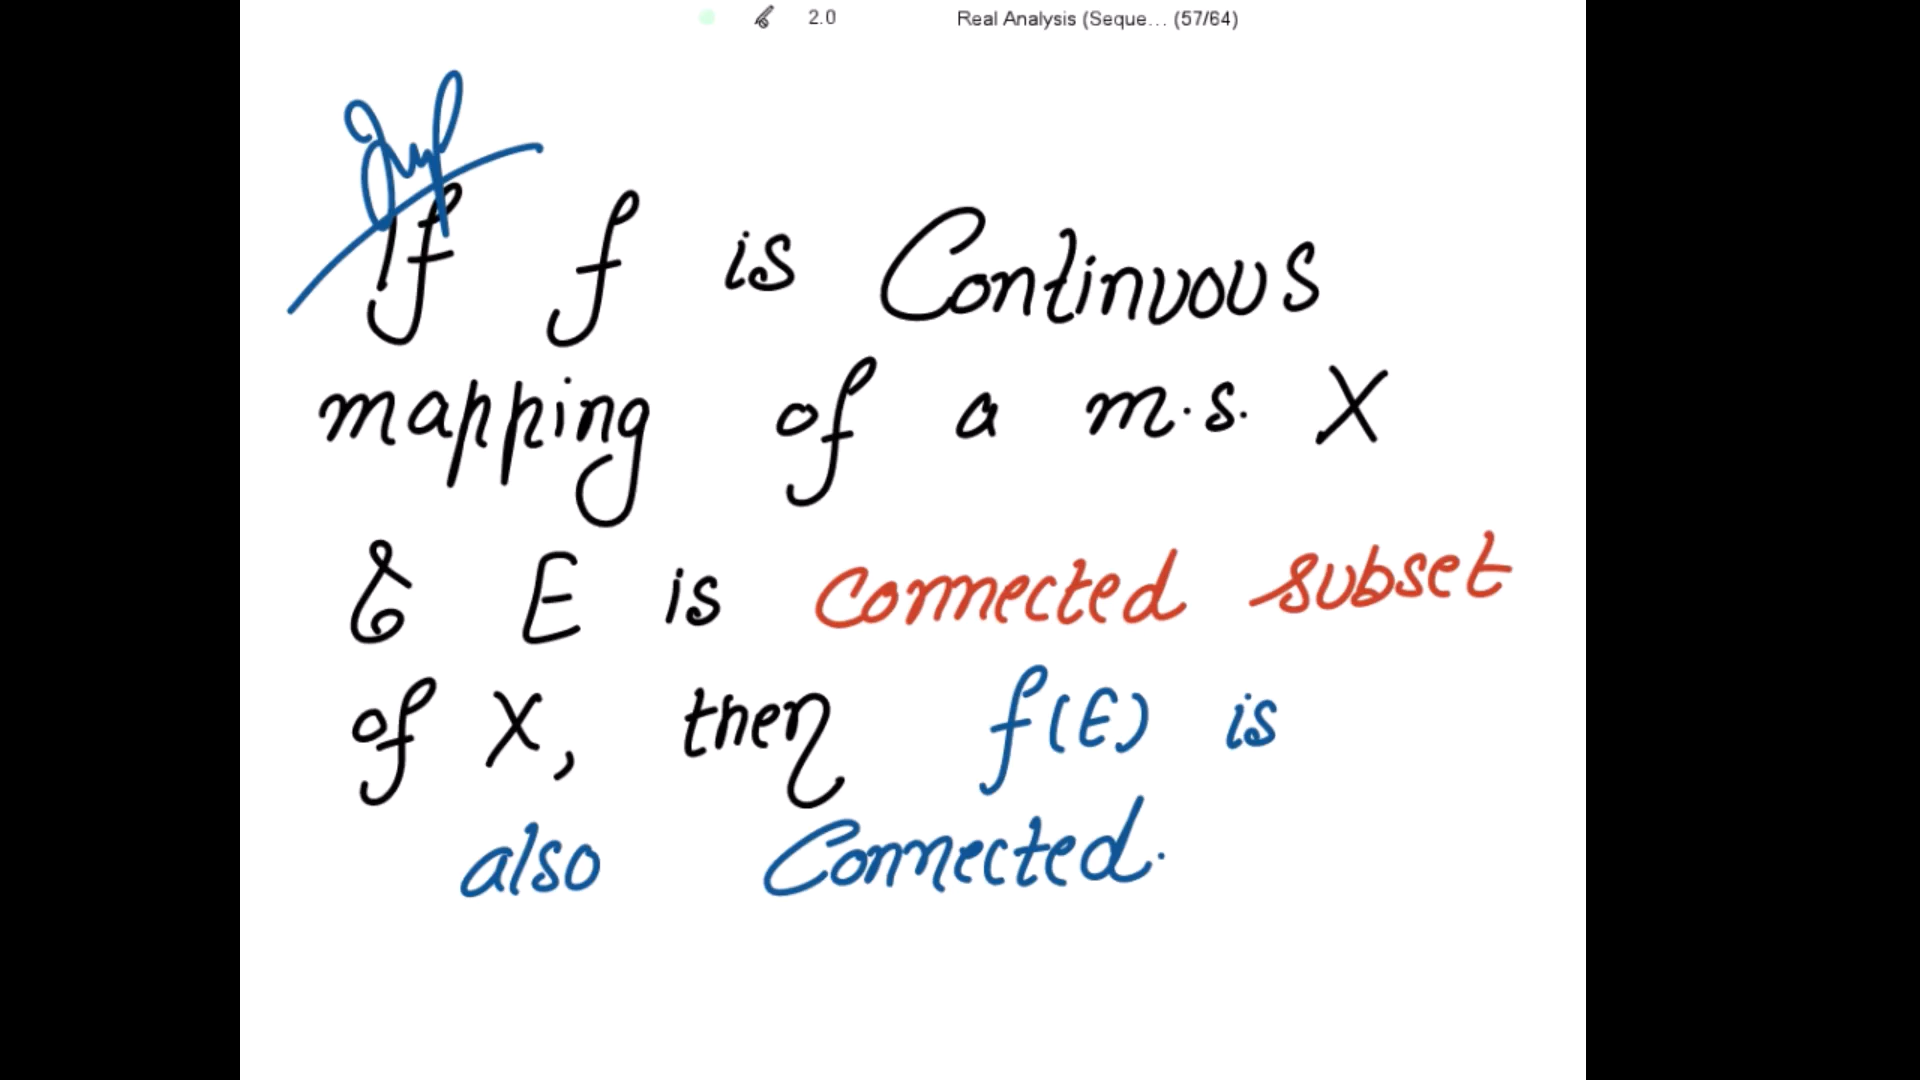 2.0 Real Analysis (Seque... (57/64)
If f is Continuous
mapping of a m.s. X
& E is Connected subset
of X, then f(E) is
also Connected.